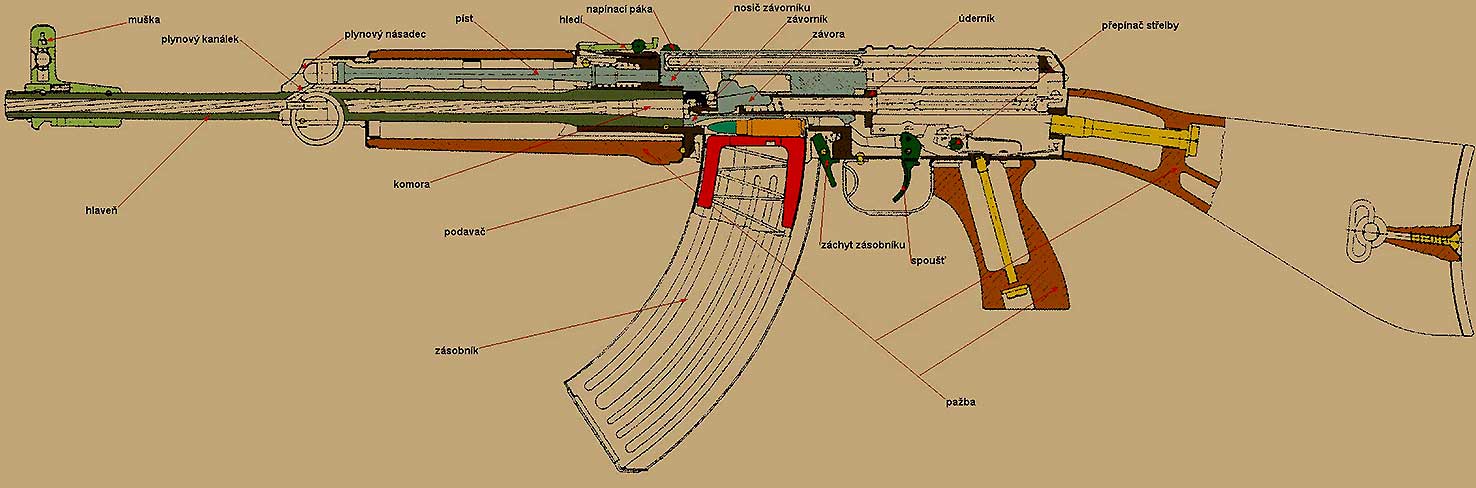 muška
plynový kanálek
plynový násadec
píst
hledí
napínací páka
nosič závorníku
závorník
závora
úderník
přepínač střelby
komora
hlaveň
podavač
záchyt zásobníku
spoušť
zásobník
pažba